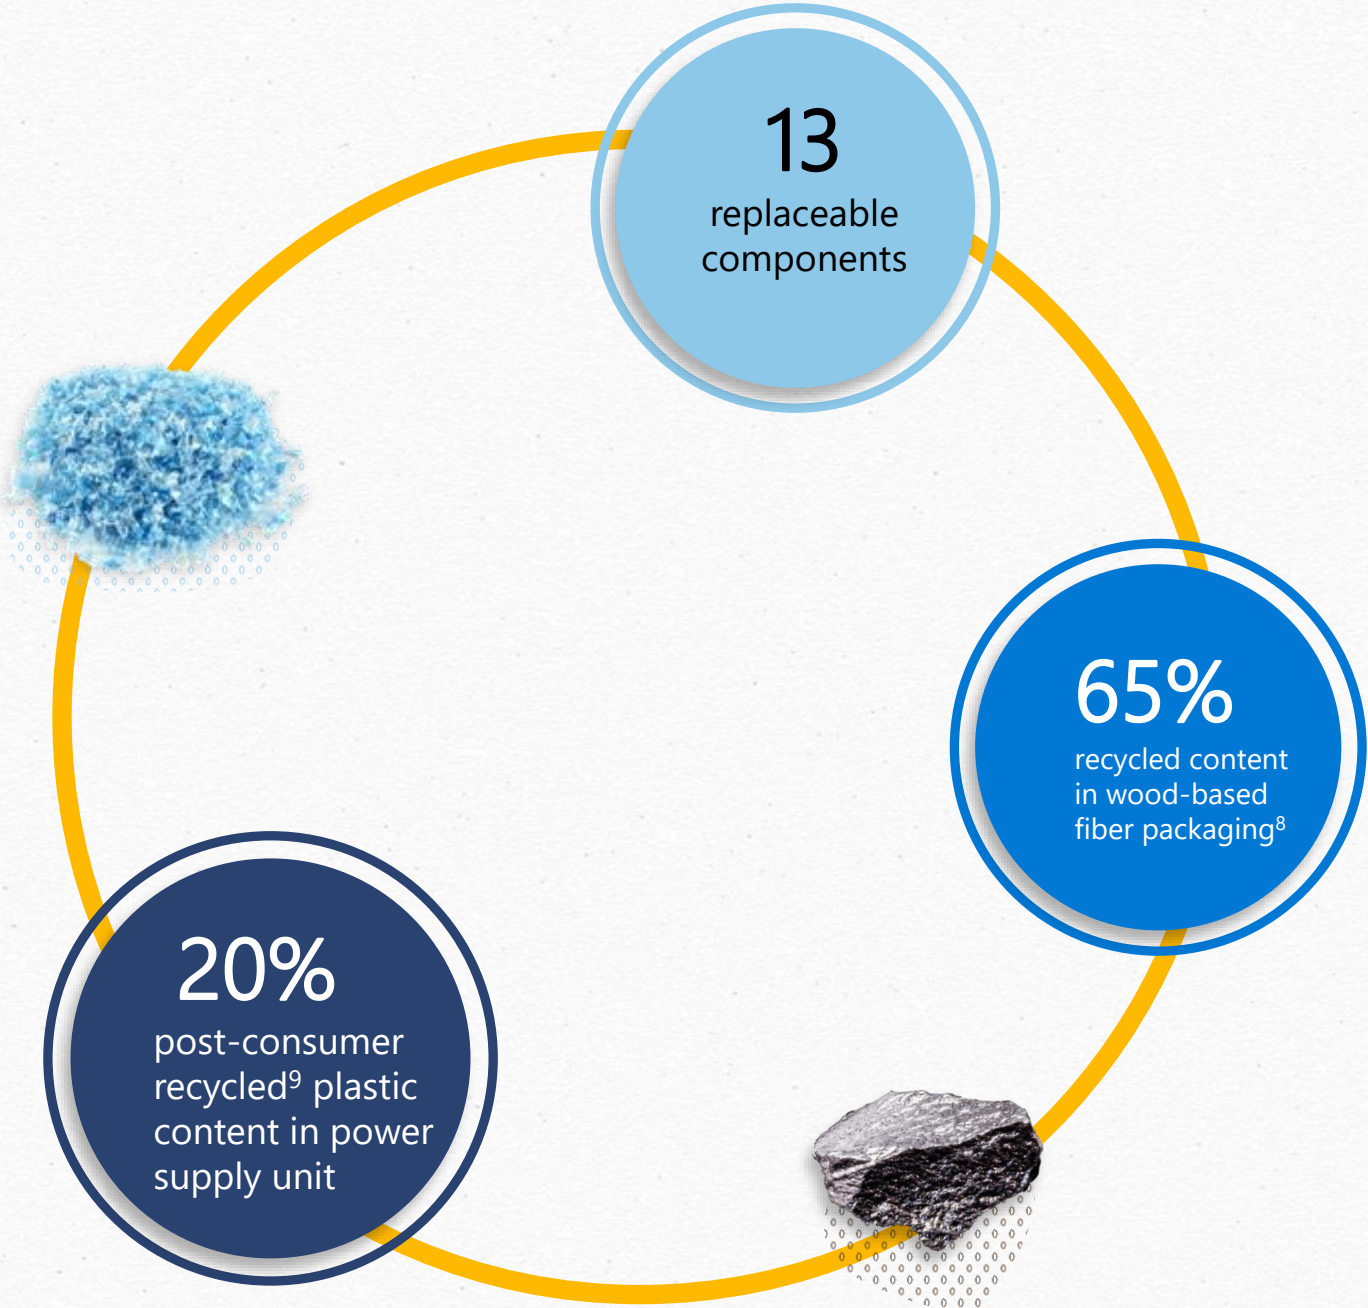 13
replaceable
components
65%
recycled content
in wood-based
fiber packaging⁸
20%
post-consumer
recycled⁹ plastic
content in power
supply unit